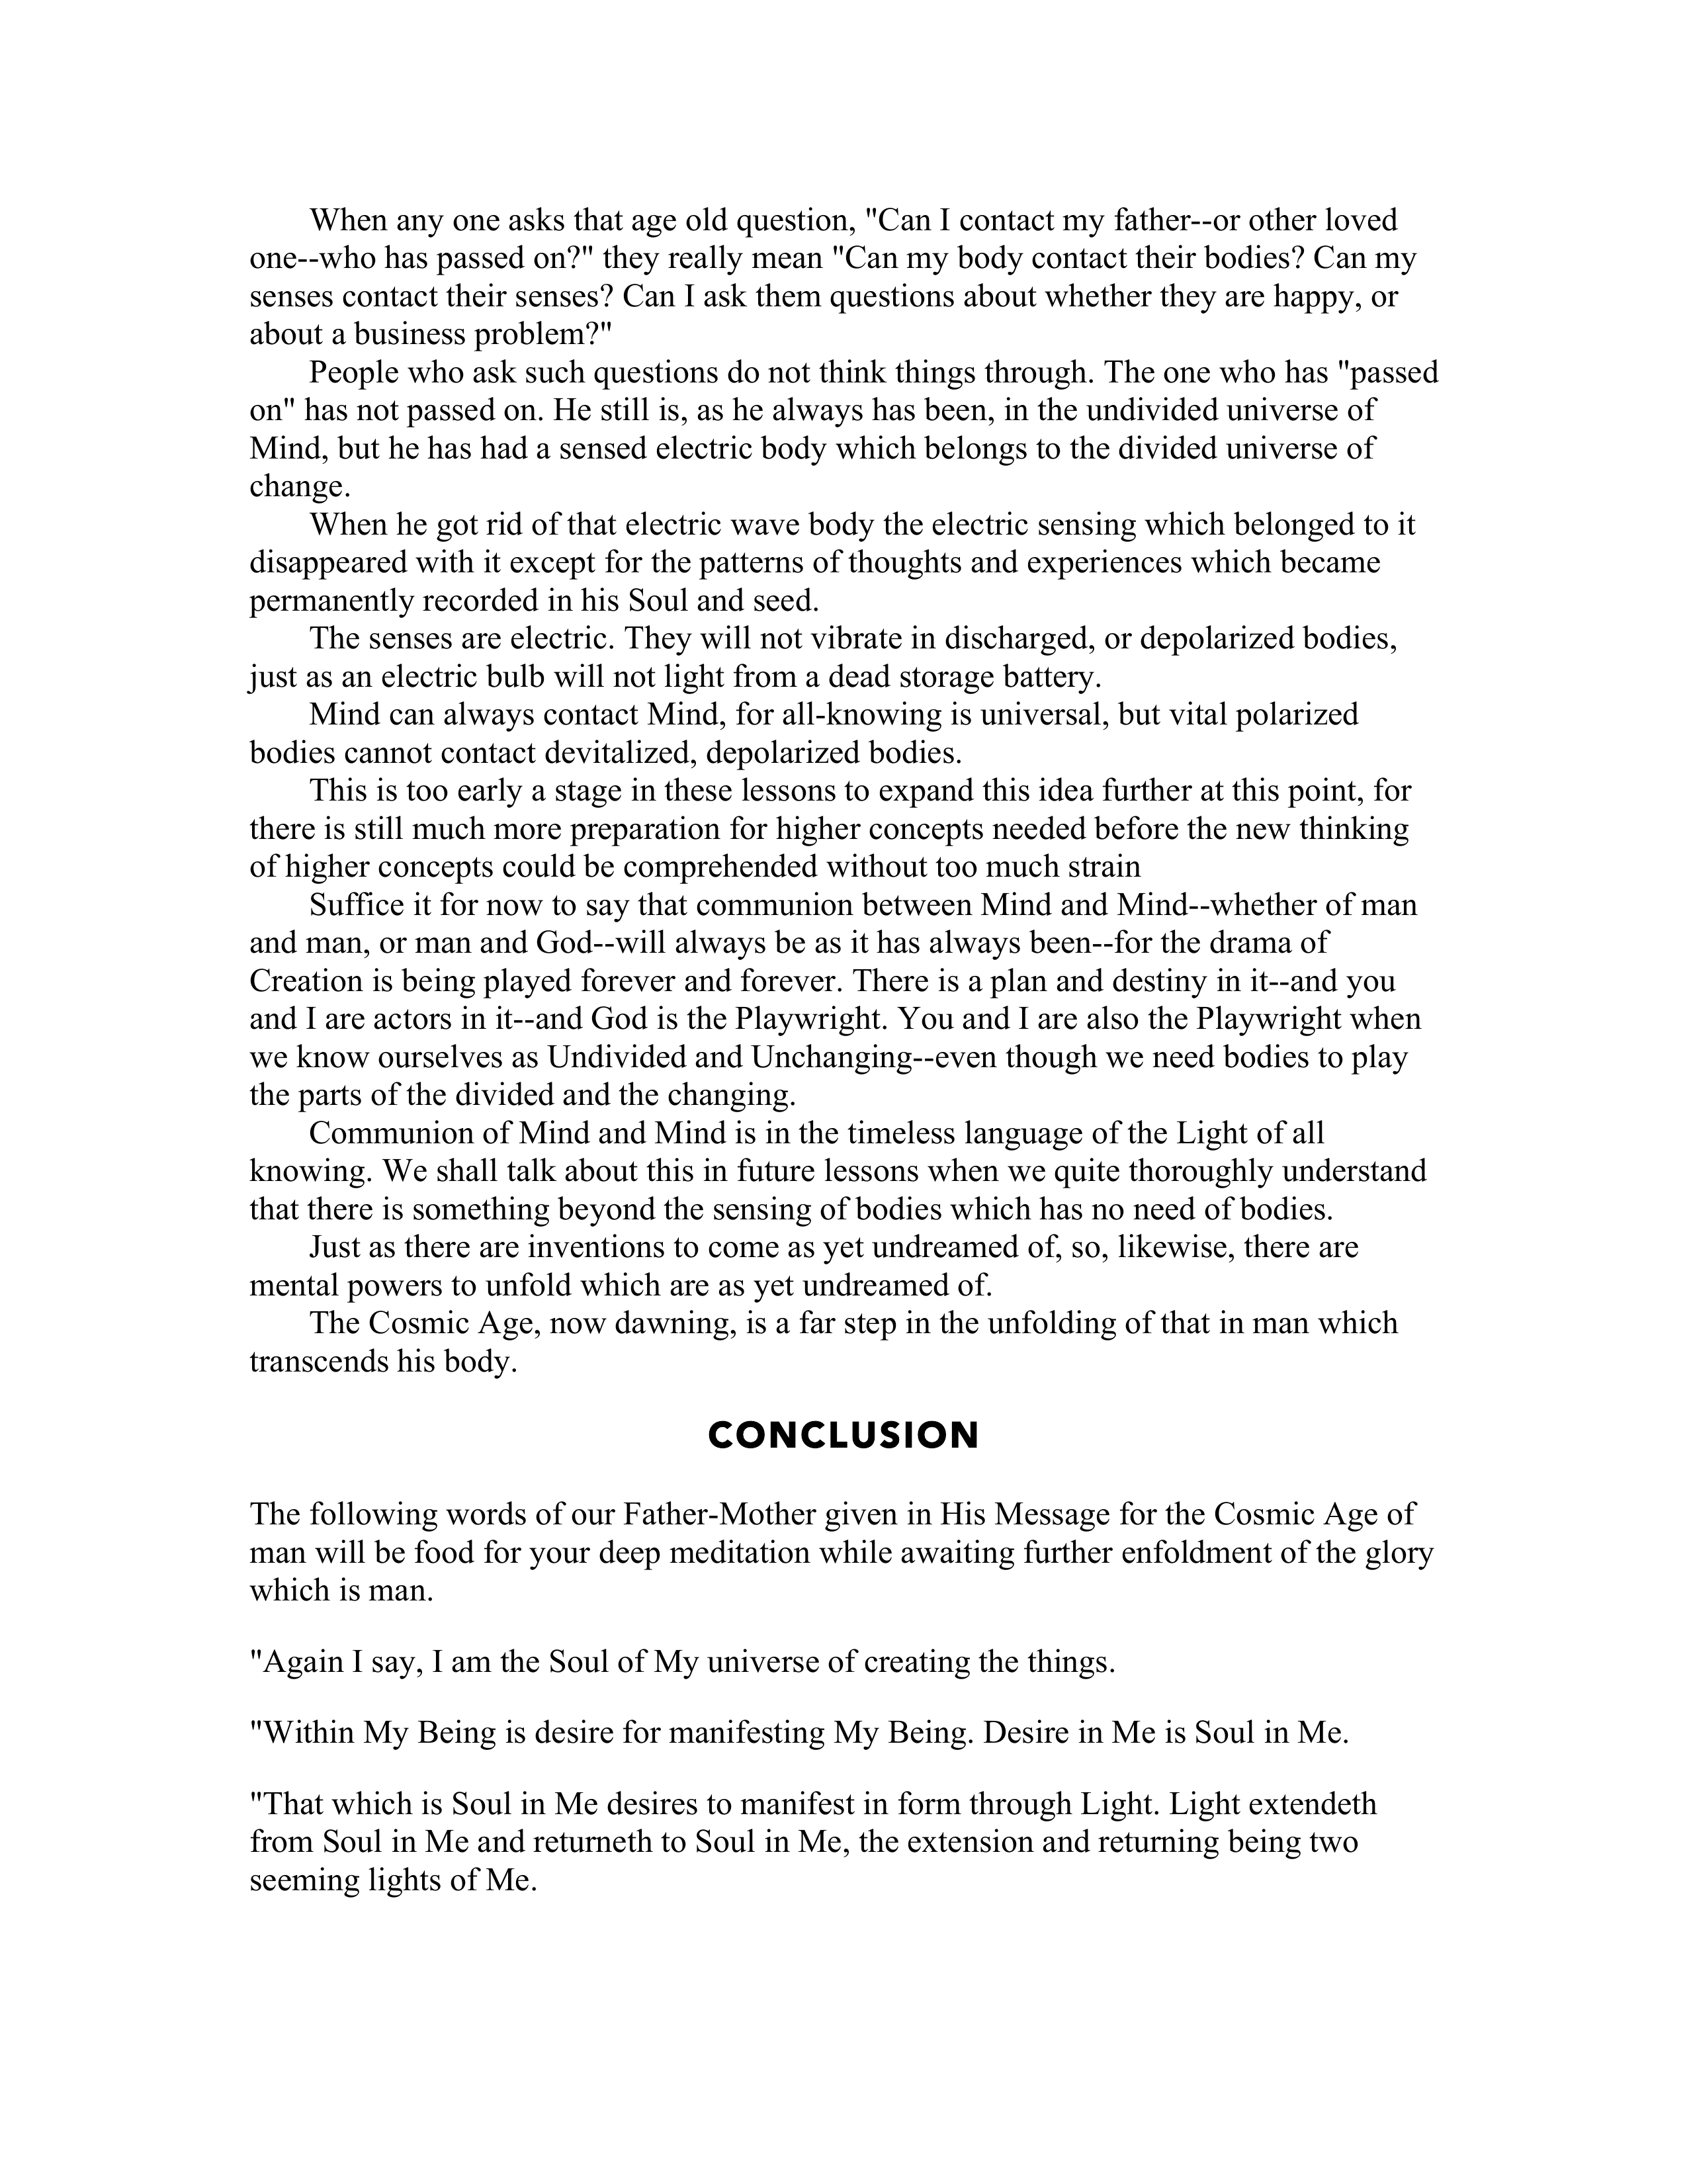 When any one asks that age old question, "Can I contact my father--or other loved
one--who has passed on?" they really mean "Can my body contact their bodies? Can my
senses contact their senses? Can I ask them questions about whether they are happy, or
about a business problem?"
People who ask such questions do not think things through. The one who has "passed
on" has not passed on. He still is, as he always has been, in the undivided universe of
Mind, but he has had a sensed electric body which belongs to the divided universe of
change.
When he got rid of that electric wave body the electric sensing which belonged to it
disappeared with it except for the patterns of thoughts and experiences which became
permanently recorded in his Soul and seed.
The senses are electric. They will not vibrate in discharged, or depolarized bodies,
just as an electric bulb will not light from a dead storage battery.
Mind can always contact Mind, for all-knowing is universal, but vital polarized
bodies cannot contact devitalized, depolarized bodies.
This is too early a stage in these lessons to expand this idea further at this point, for
there is still much more preparation for higher concepts needed before the new thinking
of higher concepts could be comprehended without too much strain
Suffice it for now to say that communion between Mind and Mind--whether of man
and man, or man and God--will always be as it has always been--for the drama of
Creation is being played forever and forever. There is a plan and destiny in it--and you
and I are actors in it--and God is the Playwright. You and I are also the Playwright when
we know ourselves as Undivided and Unchanging--even though we need bodies to play
the parts of the divided and the changing.
Communion of Mind and Mind is in the timeless language of the Light of all
knowing. We shall talk about this in future lessons when we quite thoroughly understand
that there is something beyond the sensing of bodies which has no need of bodies.
Just as there are inventions to come as yet undreamed of, so, likewise, there are
mental powers to unfold which are as yet undreamed of.
The Cosmic Age, now dawning, is a far step in the unfolding of that in man which
transcends his body.
CONCLUSION
The following words of our Father-Mother given in His Message for the Cosmic Age of
man will be food for your deep meditation while awaiting further enfoldment of the glory
which is man.
"Again I say, I am the Soul of My universe of creating the things.
"Within My Being is desire for manifesting My Being. Desire in Me is Soul in Me.
"That which is Soul in Me desires to manifest in form through Light. Light extendeth
from Soul in Me and returneth to Soul in Me, the extension and returning being two
seeming lights of Me.